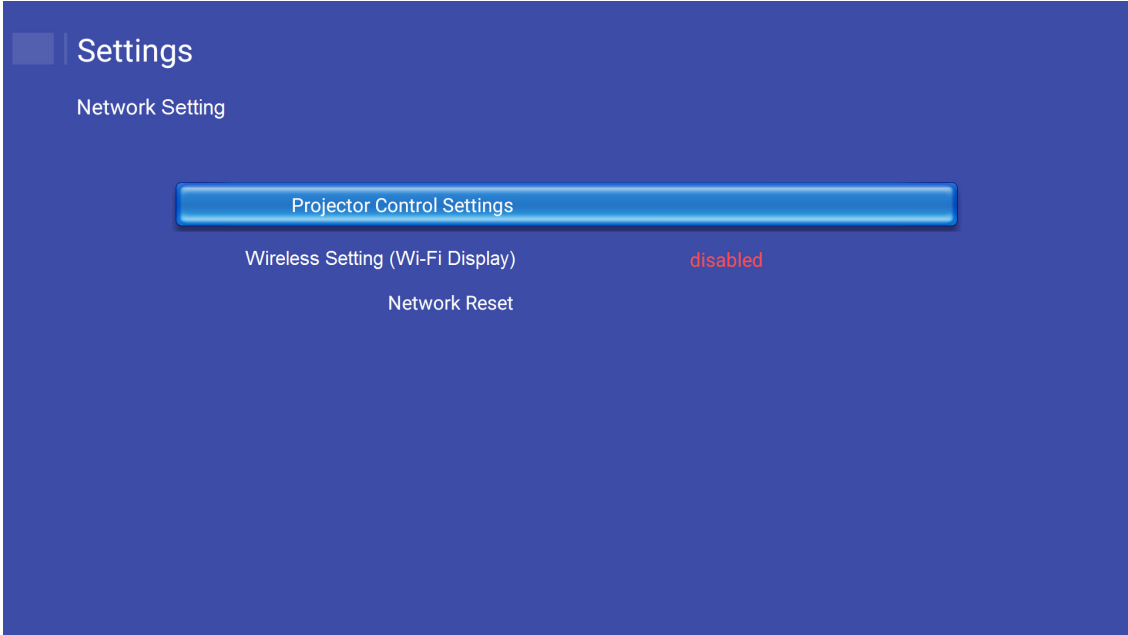 Settings
Network Setting
Projector Control Settings
Wireless Setting (Wi-Fi Display) disabled
Network Reset